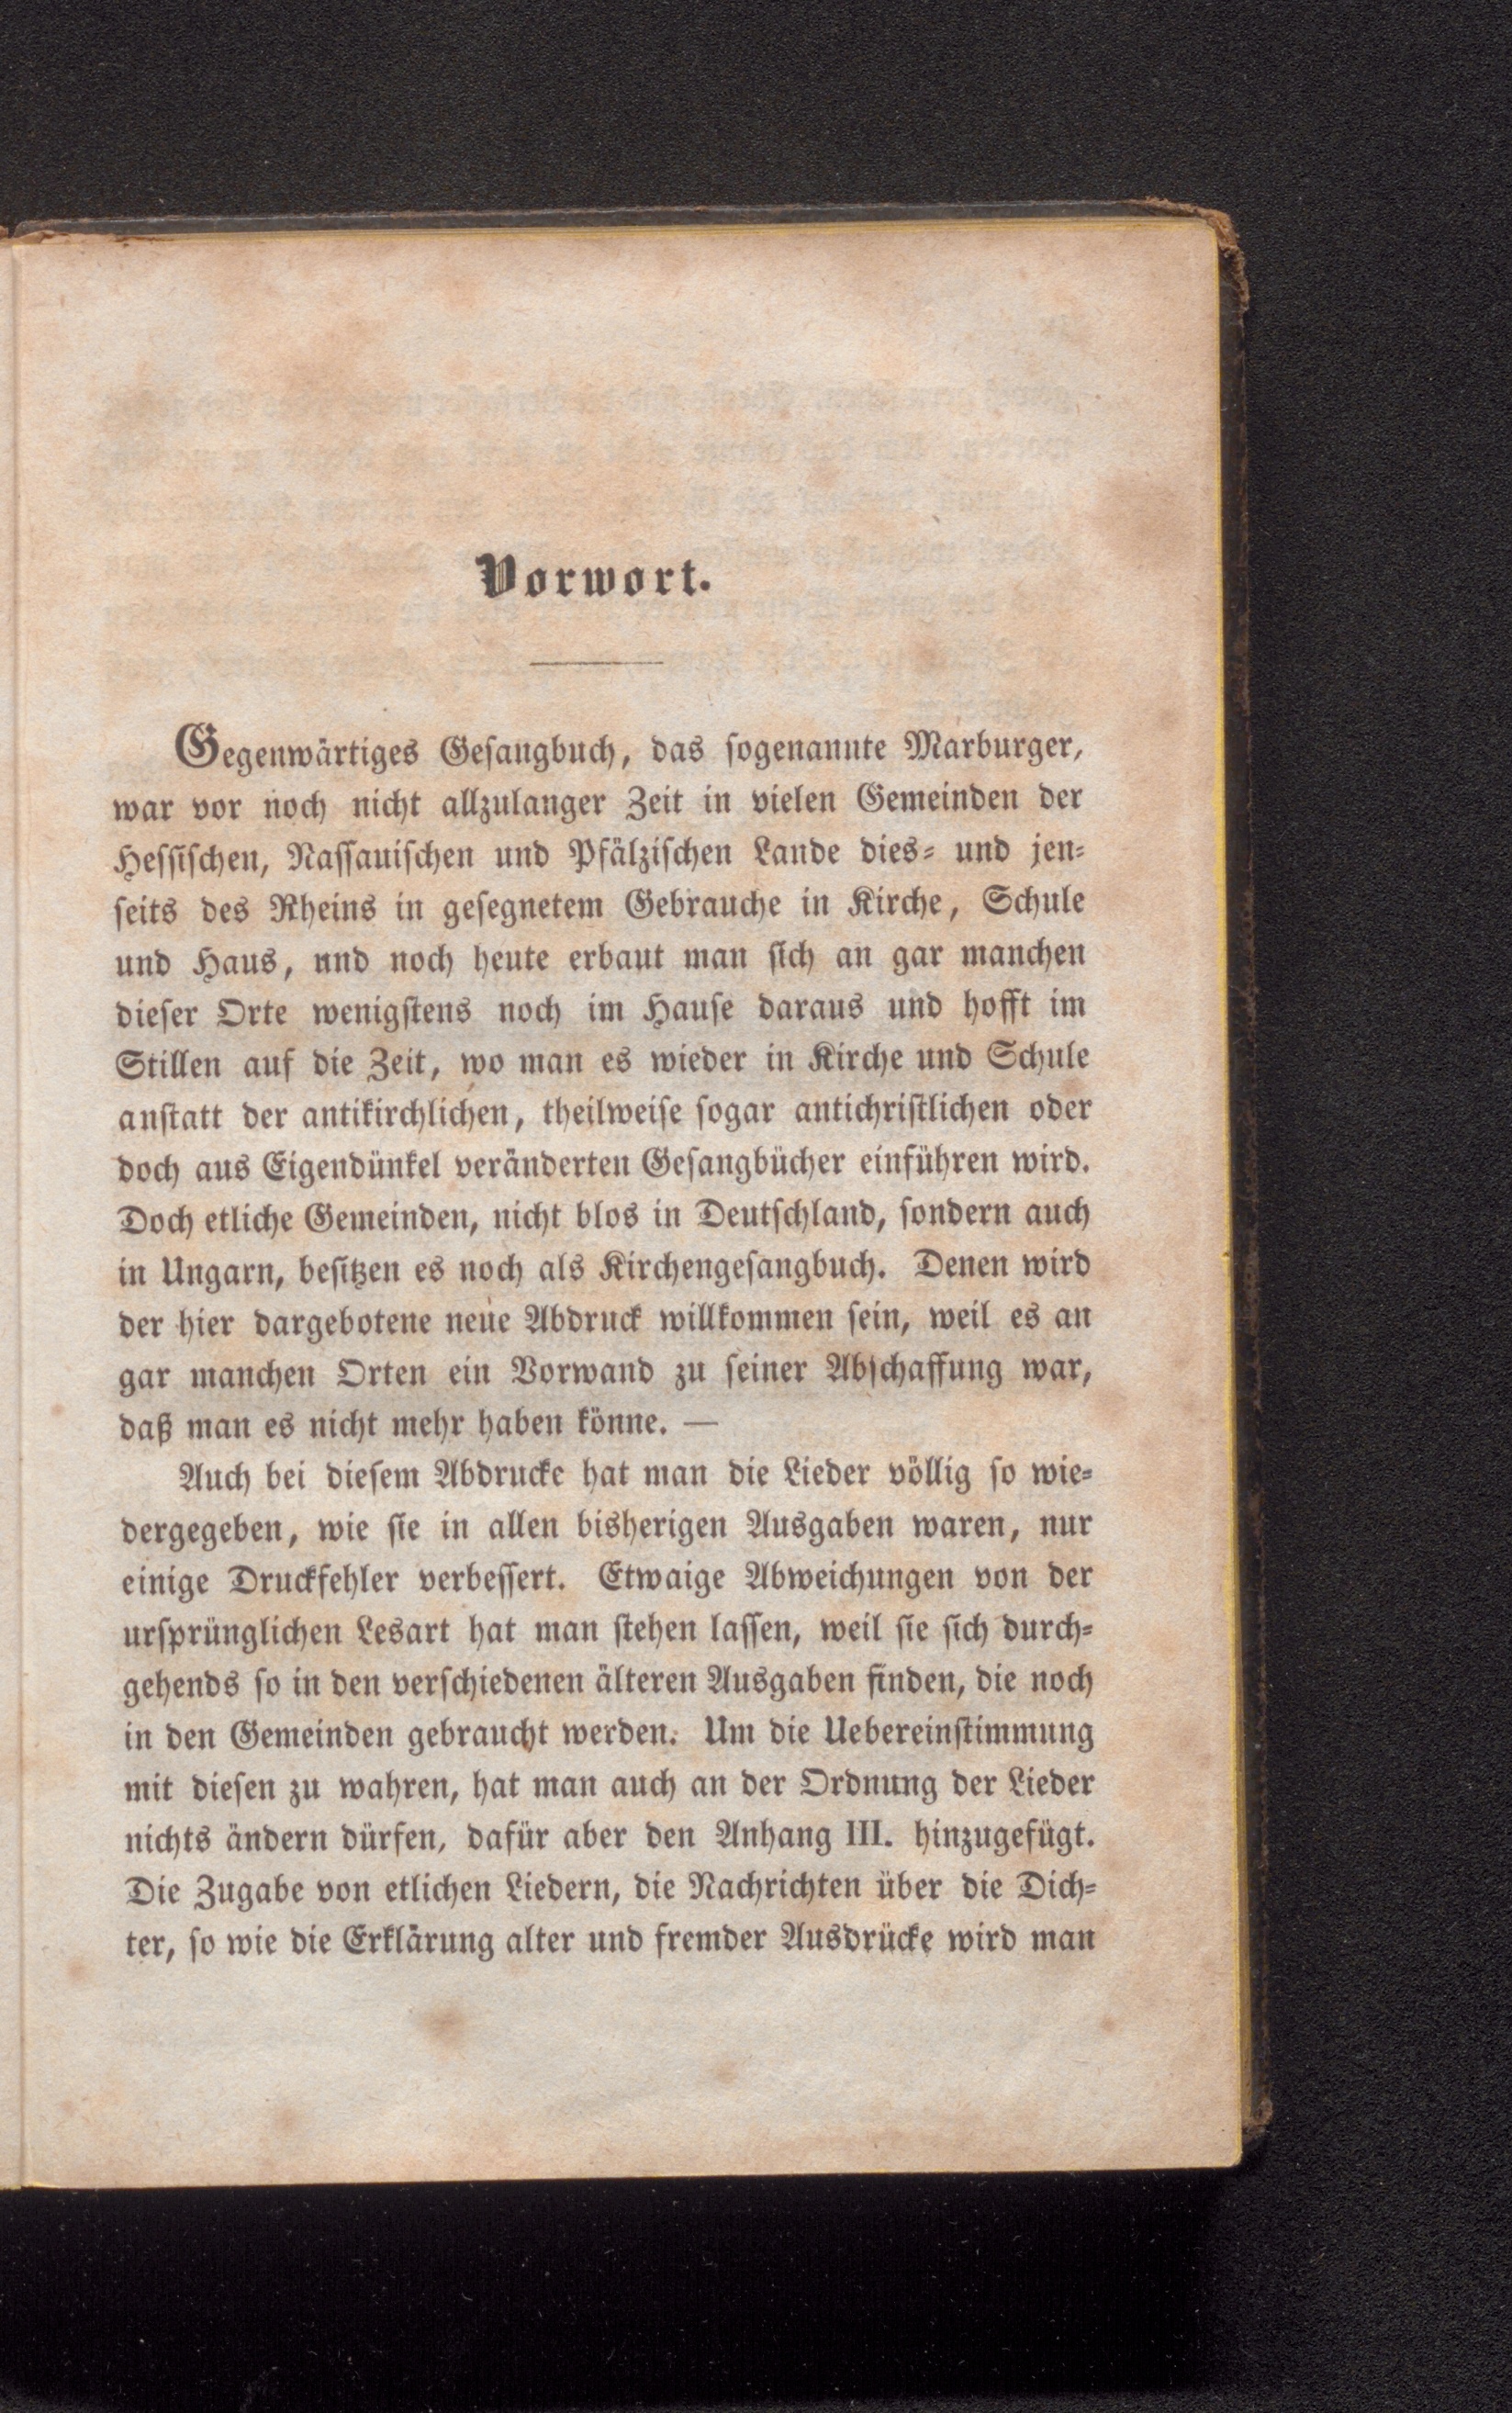 Vorwort.
Gegenwärtiges Gesangbuch, das sogenannte Marburger,
war vor noch nicht allzulanger Zeit in vielen Gemeinden der
Hessischen, Nassauischen und Pfälzischen Lande dies- und jen-
seits des Rheins in gesegnetem Gebrauche in Kirche, Schule
und Haus, und noch heute erbaut man sich an gar manchen
dieser Orte wenigstens noch im Hause daraus und hofft im
Stillen auf die Zeit, wo man es wieder in Kirche und Schule
anstatt der antikirchlichen, theilweise sogar antichristlichen oder
doch aus Eigendünkel veränderten Gesangbücher einführen wird.
Doch etliche Gemeinden, nicht blos in Deutschland, sondern auch
in Ungarn, besitzen es noch als Kirchengesangbuch. Denen wird
der hier dargebotene neue Abdruck willkommen sein, weil es an
gar manchen Orten ein Vorwand zu seiner Abschaffung war,
daß man es nicht mehr haben könne. —
Auch bei diesem Abdrucke hat man die Lieder völlig so wie-
dergegeben, wie sie in allen bisherigen Ausgaben waren, nur
einige Druckfehler verbessert. Etwaige Abweichungen von der
ursprünglichen Lesart hat man stehen lassen, weil sie sich durch-
gehends so in den verschiedenen älteren Ausgaben finden, die noch
in den Gemeinden gebraucht werden. Um die Uebereinstimmung
mit diesen zu wahren, hat man auch an der Ordnung der Lieder
nichts ändern dürfen, dafür aber den Anhang III. hinzugefügt.
Die Zugabe von etlichen Liedern, die Nachrichten über die Dich-
ter, so wie die Erklärung alter und fremder Ausdrücke wird man